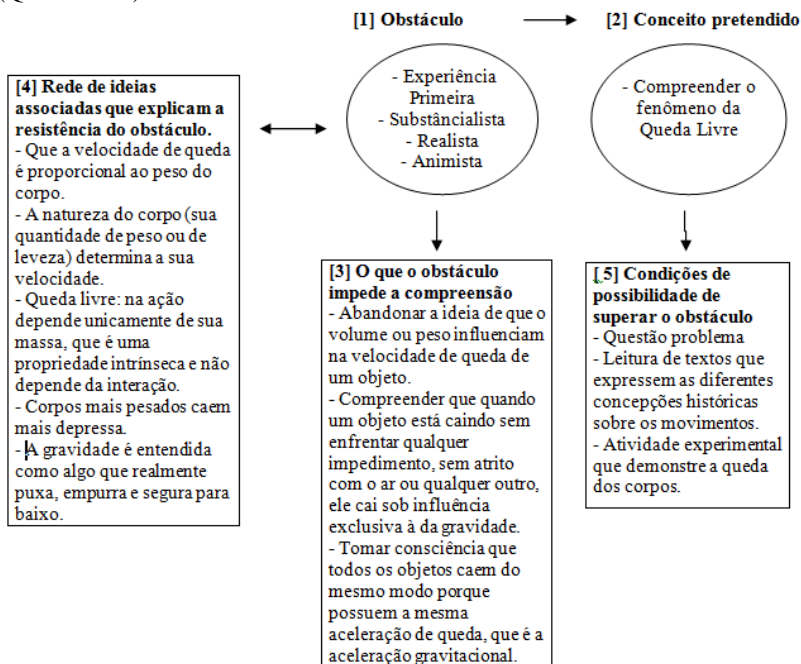 [1] Obstáculo
[2] Conceito pretendido
- Experiência
Primeira
- Substâncialista
- Realista
- Animista
- Compreender o
fenômeno da
Queda Livre
[4] Rede de ideias
associadas que explicam a
resistência do obstáculo.
- Que a velocidade de queda
é proporcional ao peso do
corpo.
- A natureza do corpo (sua
quantidade de peso ou de
leveza) determina a sua
velocidade.
- Queda livre: na ação
depende unicamente de sua
massa, que é uma
propriedade intrínseca e não
depende da interação.
- Corpos mais pesados caem
mais depressa.
- A gravidade é entendida
como algo que realmente
puxa, empurra e segura para
baixo.
[3] O que o obstáculo
impede a compreensão
- Abandonar a ideia de que o
volume ou peso influenciam
na velocidade de queda de
um objeto.
- Compreender que quando
um objeto está caindo sem
enfrentar qualquer
impedimento, sem atrito
com o ar ou qualquer outro,
ele cai sob influência
exclusiva à da gravidade.
- Tomar consciência que
todos os objetos caem do
mesmo modo porque
possuem a mesma
aceleração de queda, que é a
aceleração gravitacional.
[.5] Condições de
possibilidade de
superar o obstáculo
- Questão problema
- Leitura de textos que
expressem as diferentes
concepções históricas
sobre os movimentos.
- Atividade experimental
que demonstre a queda
dos corpos.